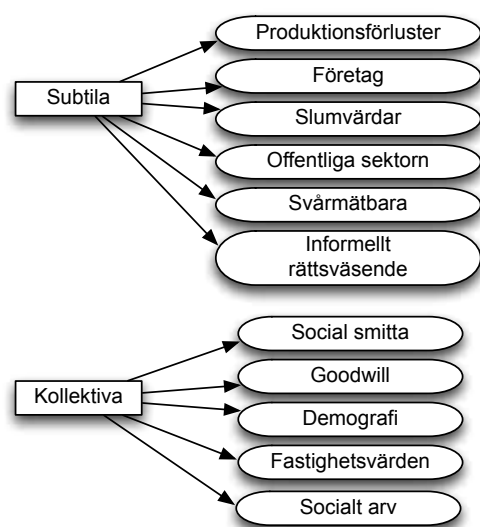 Subtila
Produktionsförluster
Företag
Slumvärdar
Offentliga sektorn
Svårmätbara
Informellt
rättsväsende
Kollektiva
Social smitta
Goodwill
Demografi
Fastighetsvärden
Socialt arv